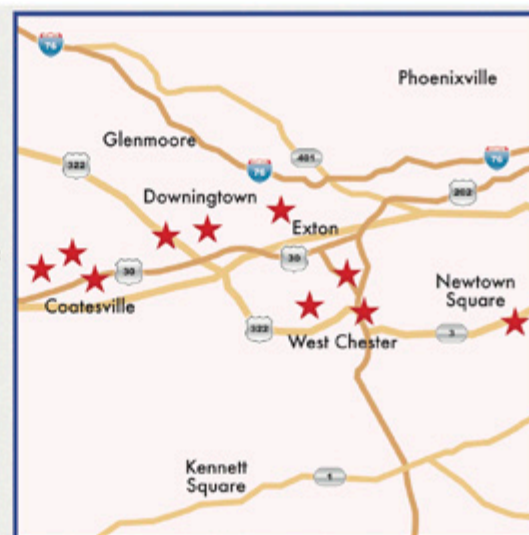 76
Phoenixville
Glenmoore
401
76
322
76
202
Downingtown
Exton
30
30
Newtown
Square
Coatesville
322
West Chester
3
Kennett
Square
1